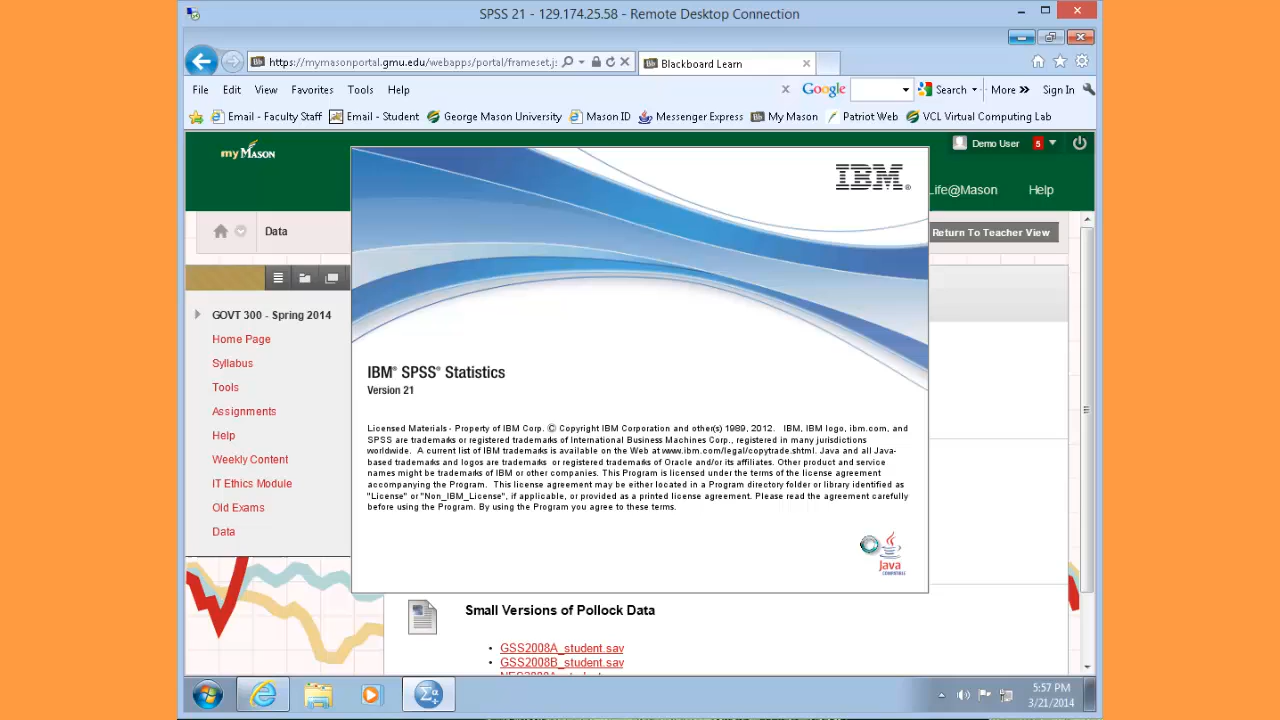 SPSS 21 - 129.174.25.58 - Remote Desktop Connection
https://mymasonportal.gmu.edu/webapps/portal/frameset.js
Blackboard Learn
File Edit View Favorites Tools Help
Google Search More » Sign In
Email - Faculty Staff Email - Student George Mason University Mason ID Messenger Express My Mason Patriot Web VCL Virtual Computing Lab
my MASON
Demo User 5
Life@Mason Help
Data
Return To Teacher View
IBM®
GOVT 300 - Spring 2014
Home Page
Syllabus
Tools
Assignments
Help
Weekly Content
IT Ethics Module
Old Exams
Data
IBM® SPSS® Statistics
Version 21
Licensed Materials - Property of IBM Corp. © Copyright IBM Corporation and other(s) 1989, 2012. IBM, IBM logo, ibm.com, and
SPSS are trademarks or registered trademarks of International Business Machines Corp., registered in many jurisdictions
worldwide. A current list of IBM trademarks is available on the Web at www.ibm.com/legal/copytrade.shtml. Java and all Java-
based trademarks and logos are trademarks or registered trademarks of Oracle and/or its affiliates. Other product and service
names might be trademarks of IBM or other companies. This Program is licensed under the terms of the license agreement
accompanying the Program. This license agreement may be either located in a Program directory folder or library identified as
"License" or "Non_IBM_License", if applicable, or provided as a printed license agreement. Please read the agreement carefully
before using the Program. By using the Program you agree to these terms.
Java
COMPATIBLE
Small Versions of Pollock Data
• GSS2008A_student.sav
• GSS2008B_student.sav
5:57 PM
3/21/2014